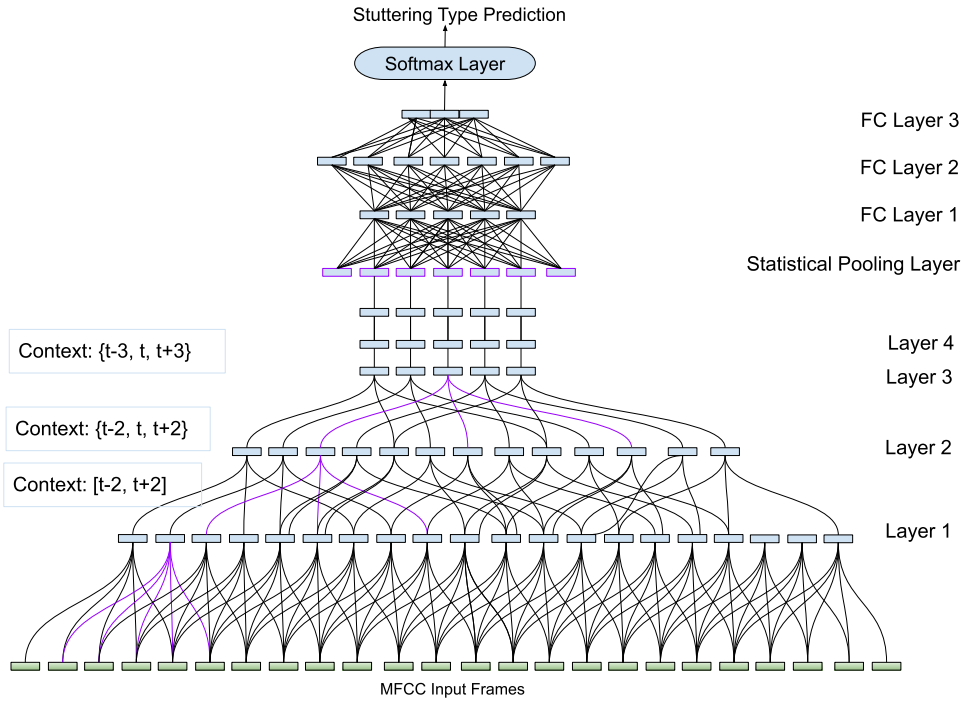 Stuttering Type Prediction
Softmax Layer
FC Layer 3
FC Layer 2
FC Layer 1
Statistical Pooling Layer
Context: {t-3, t, t+3}
Layer 4
Layer 3
Context: {t-2, t, t+2}
Layer 2
Context: [t-2, t+2]
Layer 1
MFCC Input Frames